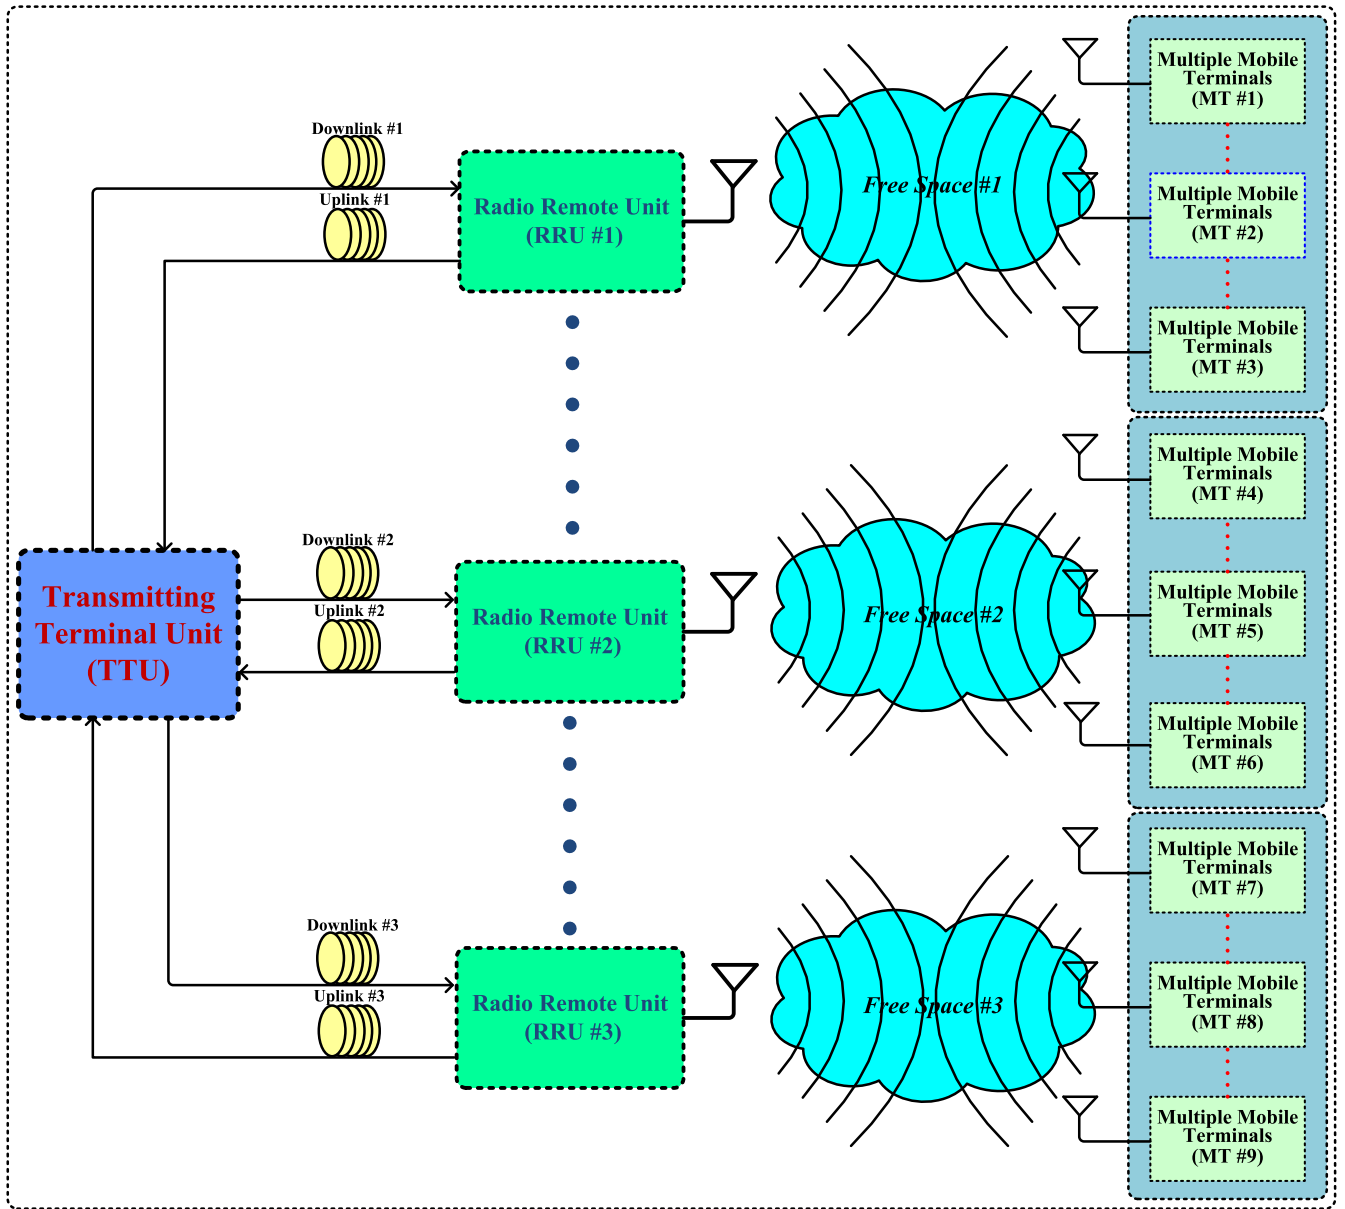 Downlink #1
Uplink #1
Radio Remote Unit
(RRU #1)
Free Space #1
Multiple Mobile
Terminals
(MT #1)
Multiple Mobile
Terminals
(MT #2)
Multiple Mobile
Terminals
(MT #3)
Transmitting
Terminal Unit
(TTU)
Downlink #2
Uplink #2
Radio Remote Unit
(RRU #2)
Free Space #2
Multiple Mobile
Terminals
(MT #4)
Multiple Mobile
Terminals
(MT #5)
Multiple Mobile
Terminals
(MT #6)
Downlink #3
Uplink #3
Radio Remote Unit
(RRU #3)
Free Space #3
Multiple Mobile
Terminals
(MT #7)
Multiple Mobile
Terminals
(MT #8)
Multiple Mobile
Terminals
(MT #9)